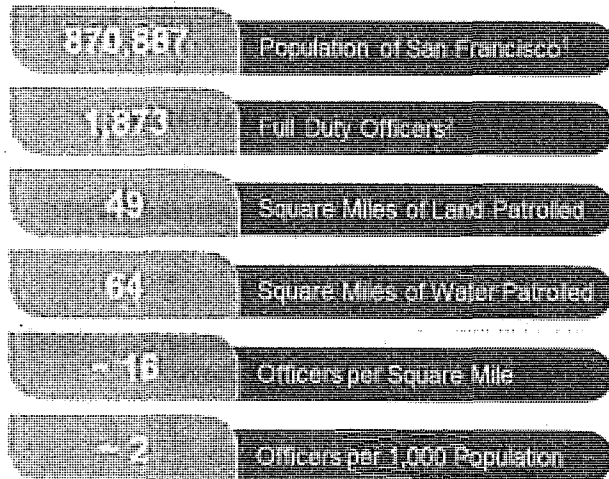 870,887 Population of San Francisco¹
1,873 Full Duty Officers²
49 Square Miles of Land Patrolled
64 Square Miles of Water Patrolled
~ 16 Officers per Square Mile
~ 2 Officers per 1,000 Population